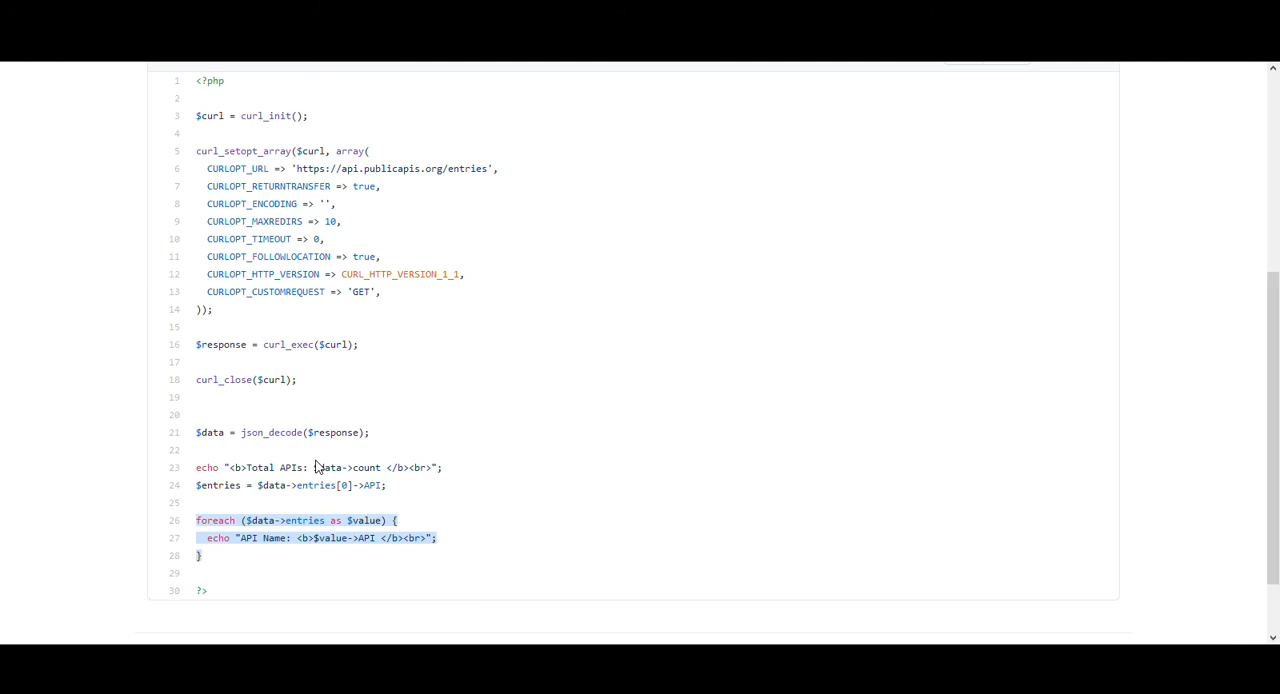 1 <?php
2
3 $curl = curl_init();
4
5 curl_setopt_array($curl, array(
6 CURLOPT_URL => 'https://api.publicapis.org/entries',
7 CURLOPT_RETURNTRANSFER => true,
8 CURLOPT_ENCODING => '',
9 CURLOPT_MAXREDIRS => 10,
10 CURLOPT_TIMEOUT => 0,
11 CURLOPT_FOLLOWLOCATION => true,
12 CURLOPT_HTTP_VERSION => CURL_HTTP_VERSION_1_1,
13 CURLOPT_CUSTOMREQUEST => 'GET',
14 ));
15
16 $response = curl_exec($curl);
17
18 curl_close($curl);
19
20
21 $data = json_decode($response);
22
23 echo "<b>Total APIs: $data->count </b><br>";
24 $entries = $data->entries[0]->API;
25
26 foreach ($data->entries as $value) {
27 echo "API Name: <b>$value->API </b><br>";
28 }
29
30 ?>